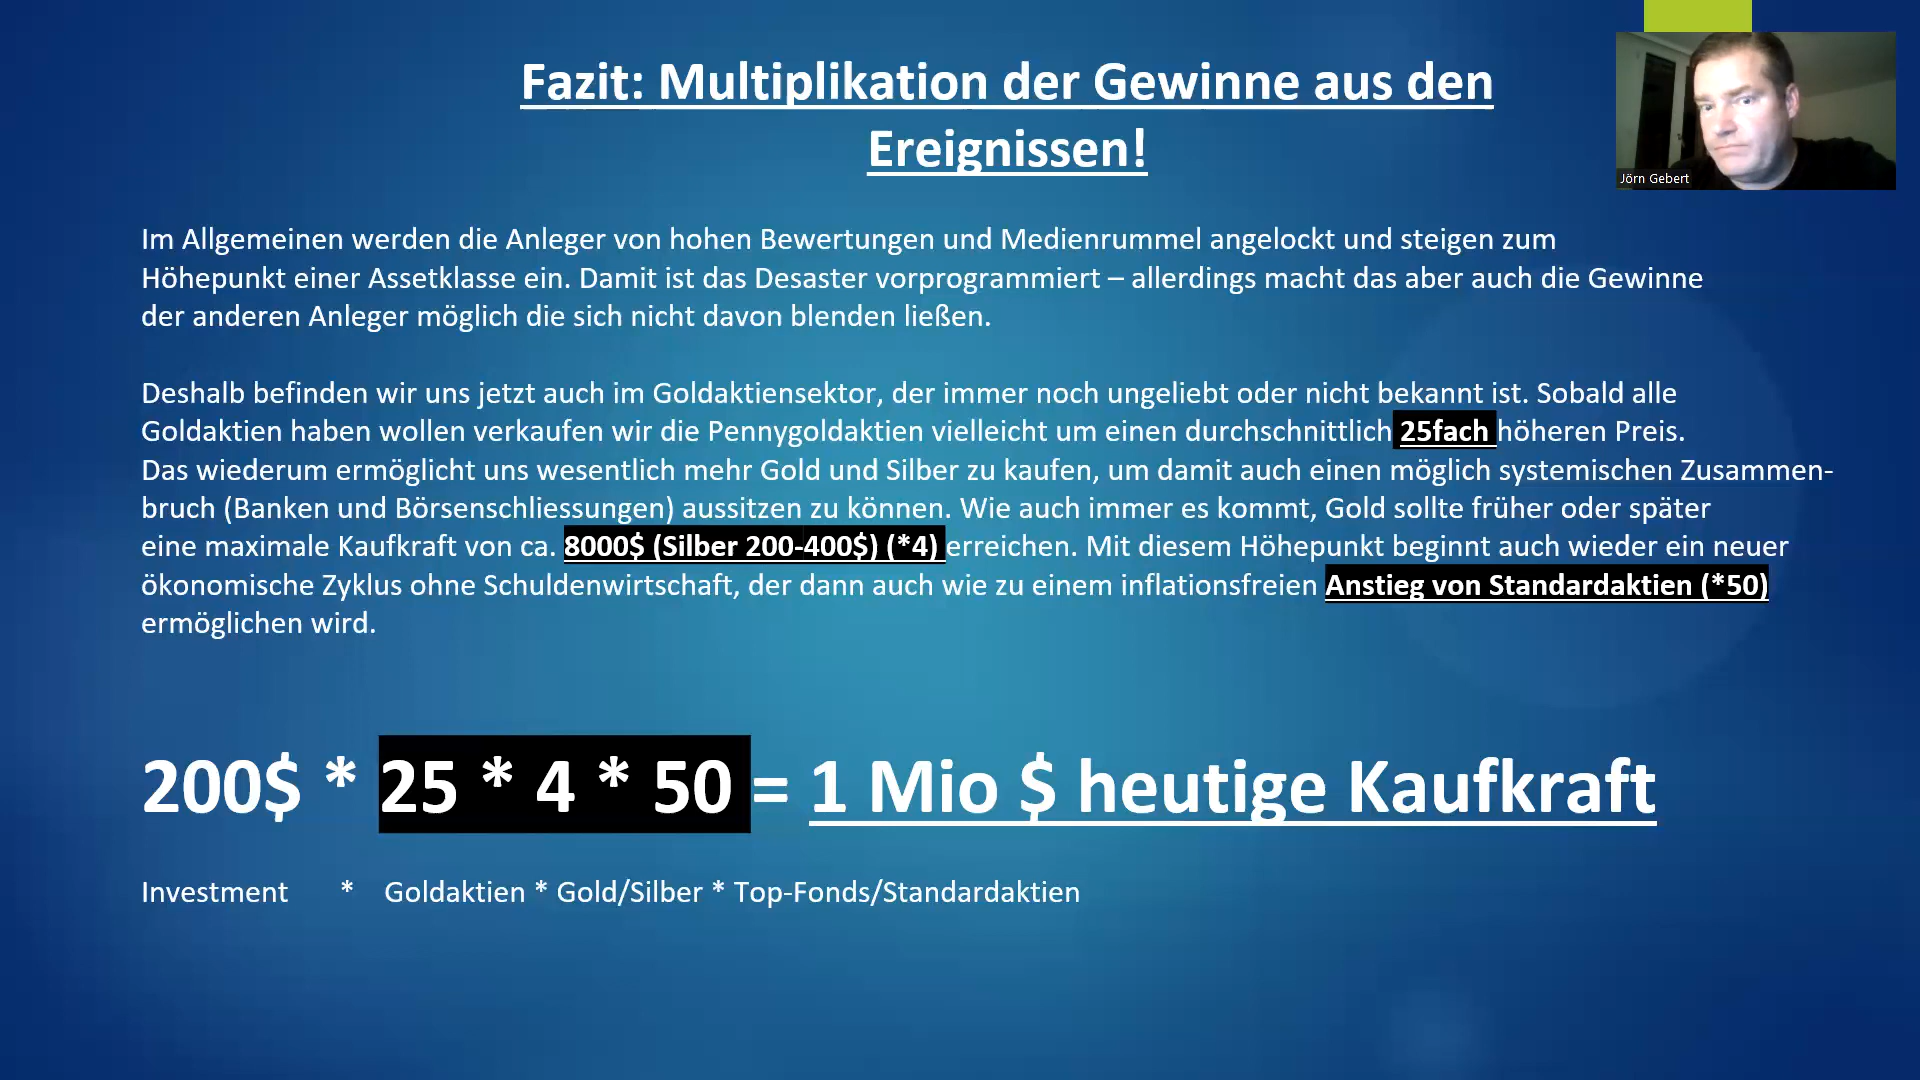 Fazit: Multiplikation der Gewinne aus den
Ereignissen!
Jörn Gebert
Im Allgemeinen werden die Anleger von hohen Bewertungen und Medienrummel angelockt und steigen zum
Höhepunkt einer Assetklasse ein. Damit ist das Desaster vorprogrammiert – allerdings macht das aber auch die Gewinne
der anderen Anleger möglich die sich nicht davon blenden ließen.
Deshalb befinden wir uns jetzt auch im Goldaktiensektor, der immer noch ungeliebt oder nicht bekannt ist. Sobald alle
Goldaktien haben wollen verkaufen wir die Pennygoldaktien vielleicht um einen durchschnittlich 25fach höheren Preis.
Das wiederum ermöglicht uns wesentlich mehr Gold und Silber zu kaufen, um damit auch einen möglich systemischen Zusammen-
bruch (Banken und Börsenschliessungen) aussitzen zu können. Wie auch immer es kommt, Gold sollte früher oder später
eine maximale Kaufkraft von ca. 8000$ (Silber 200-400$) (*4) erreichen. Mit diesem Höhepunkt beginnt auch wieder ein neuer
ökonomische Zyklus ohne Schuldenwirtschaft, der dann auch wie zu einem inflationsfreien Anstieg von Standardaktien (*50)
ermöglichen wird.
200$ * 25 * 4 * 50 = 1 Mio $ heutige Kaufkraft
Investment * Goldaktien * Gold/Silber * Top-Fonds/Standardaktien